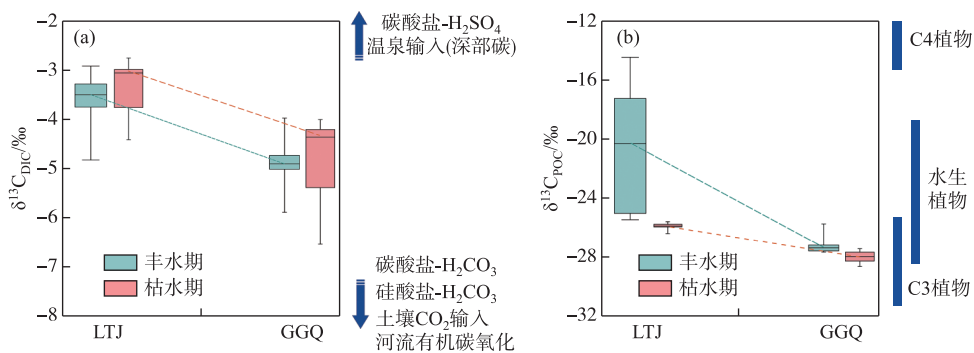 (a)
δ¹³C_DIC/‰
−2
−3
−4
−5
−6
−7
−8
丰水期
枯水期
LTJ
GGQ
碳酸盐-H₂SO₄
温泉输入(深部碳)
碳酸盐-H₂CO₃
硅酸盐-H₂CO₃
土壤CO₂输入
河流有机碳氧化
(b)
δ¹³C_POC/‰
−12
−16
−20
−24
−28
−32
丰水期
枯水期
LTJ
GGQ
C4植物
水生
植物
C3植物